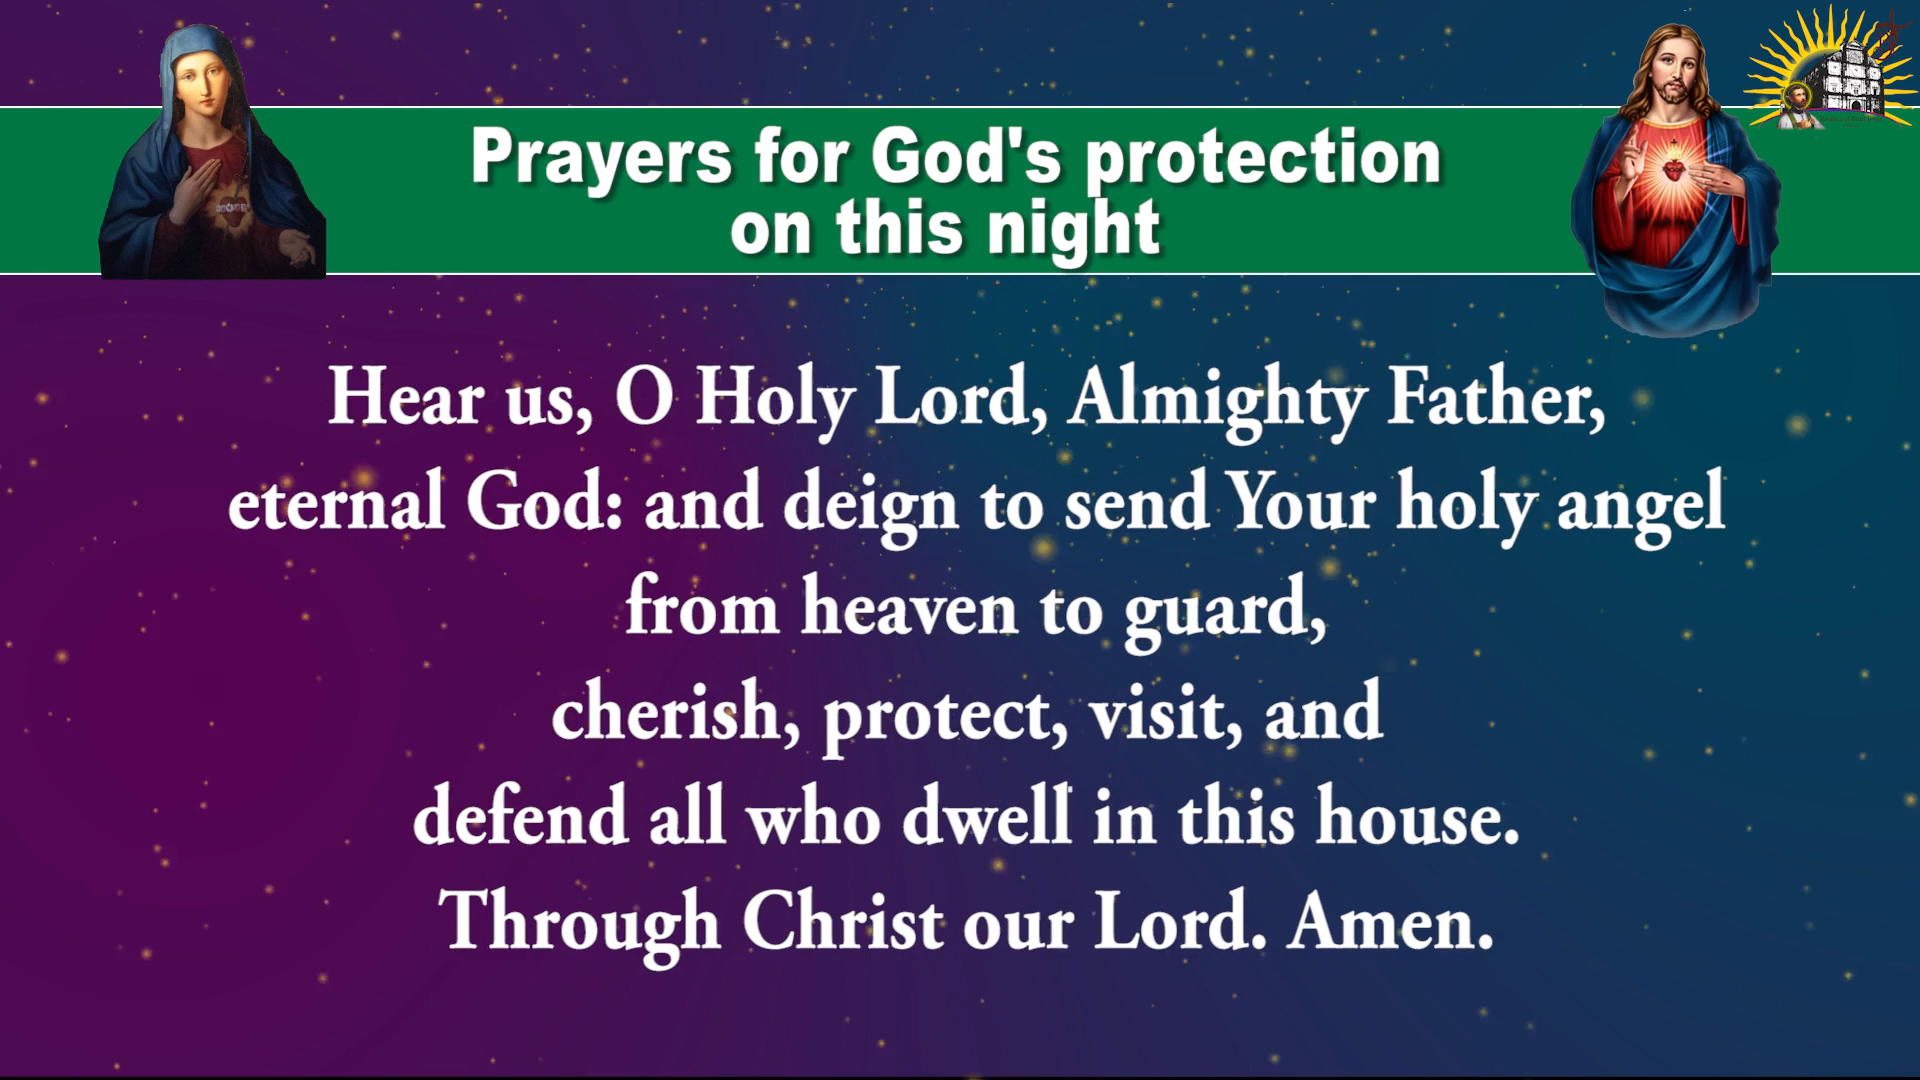 Prayers for God's protection
on this night
Hear us, O Holy Lord, Almighty Father,
eternal God: and deign to send Your holy angel
from heaven to guard,
cherish, protect, visit, and
defend all who dwell in this house.
Through Christ our Lord. Amen.